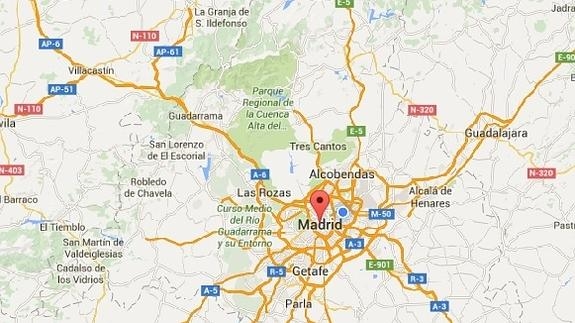 La Granja de
S. Ildefonso
E-5
Jadra
N-110
AP-6
AP-61
E-90
Villacastín
AP-51
Parque
Regional de
la Cuenca
Alta del...
N-110
Guadarrama
N-320
vila
E-5
Guadalajara
San Lorenzo
de El Escorial
Tres Cantos
N-403
A-6
Alcobendas
N-320
Robledo
de Chavela
Las Rozas
Alcalá de
Henares
El Barraco
Curso Medio
del Río
Guadarrama
y su Entorno
M-50
El Tiemblo
Madrid
Past
San Martín de
Valdeiglesias
A-3
Cadalso de
los Vidrios
R-5
Getafe
E-901
R-3
A-5
Parla